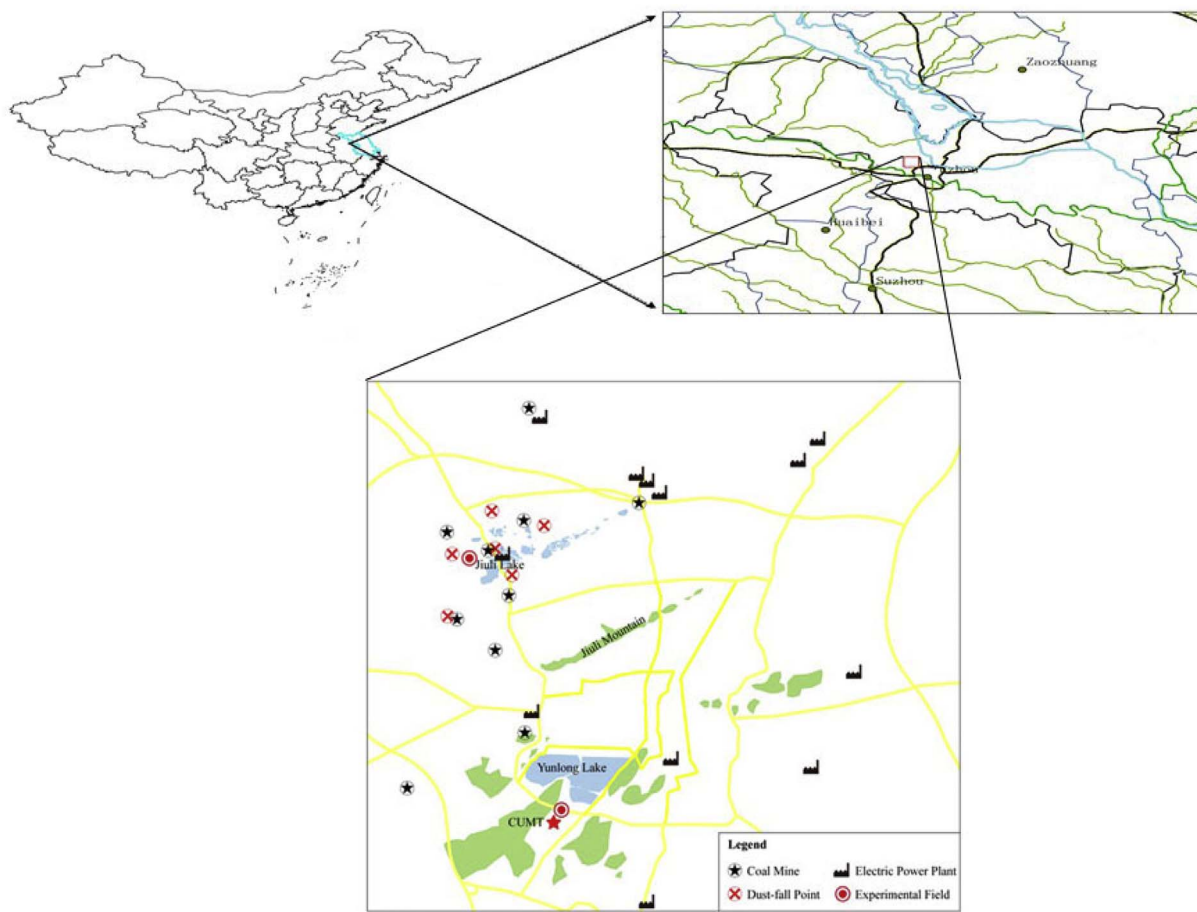 Zaozhuang
Huaibei
Suzhou
Jiuli Lake
Jiuli Mountain
Yunlong Lake
CUMT
Legend
Coal Mine
Electric Power Plant
Dust-fall Point
Experimental Field